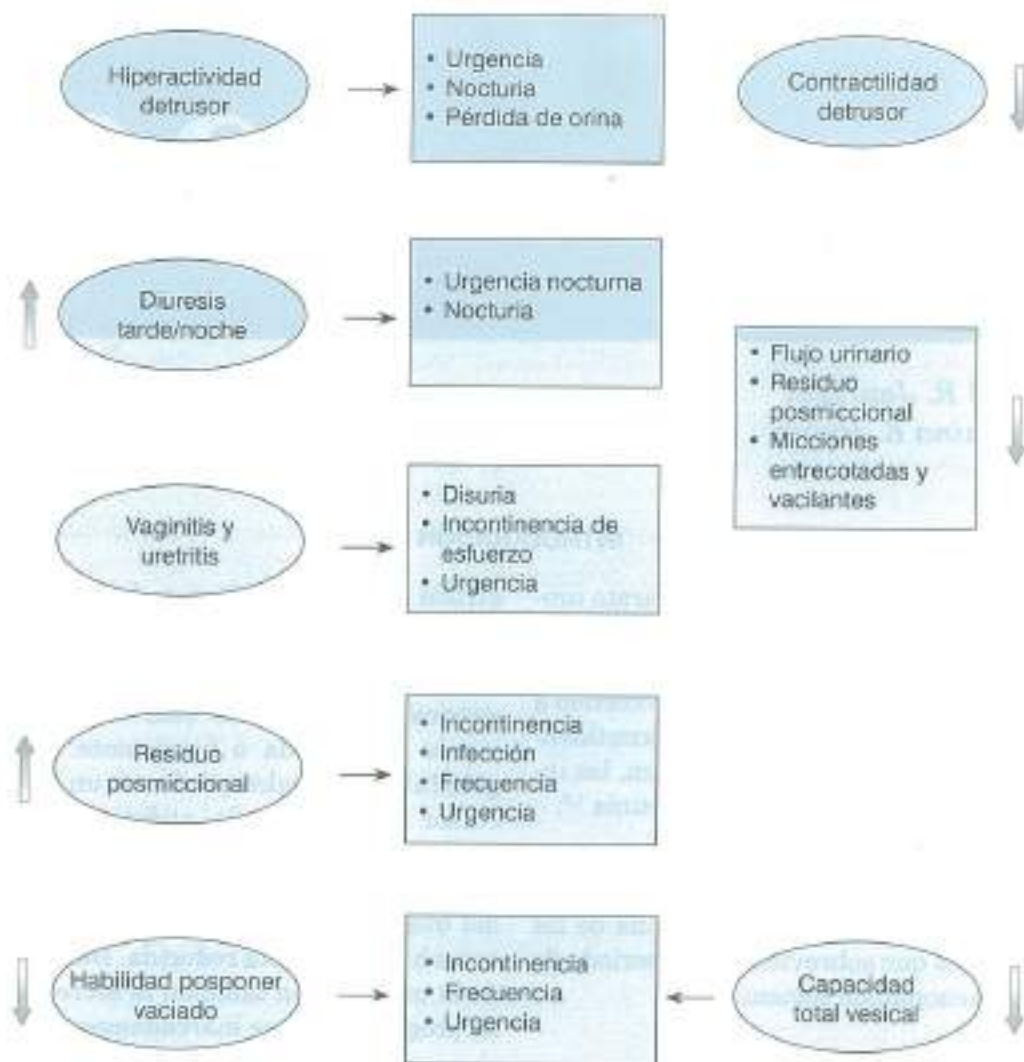 Hiperactividad
detrusor
• Urgencia
• Nocturia
• Pérdida de orina
Contractilidad
detrusor
Diuresis
tarde/noche
• Urgencia nocturna
• Nocturia
• Flujo urinario
• Residuo
posmiccional
• Micciones
entrecotadas y
vacilantes
Vaginitis y
uretritis
• Disuria
• Incontinencia de
esfuerzo
• Urgencia
Residuo
posmiccional
• Incontinencia
• Infección
• Frecuencia
• Urgencia
Habilidad posponer
vaciado
• Incontinencia
• Frecuencia
• Urgencia
Capacidad
total vesical